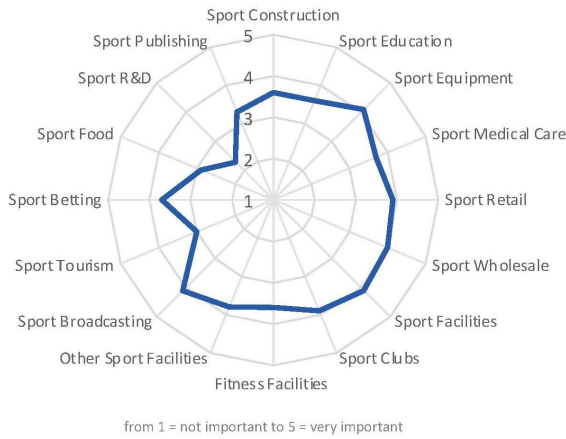 Sport Construction
Sport Publishing
5
Sport Education
Sport R&D
4
Sport Equipment
Sport Food
3
Sport Medical Care
2
Sport Betting
1
Sport Retail
Sport Tourism
Sport Wholesale
Sport Broadcasting
Sport Facilities
Other Sport Facilities
Sport Clubs
Fitness Facilities
from 1 = not important to 5 = very important